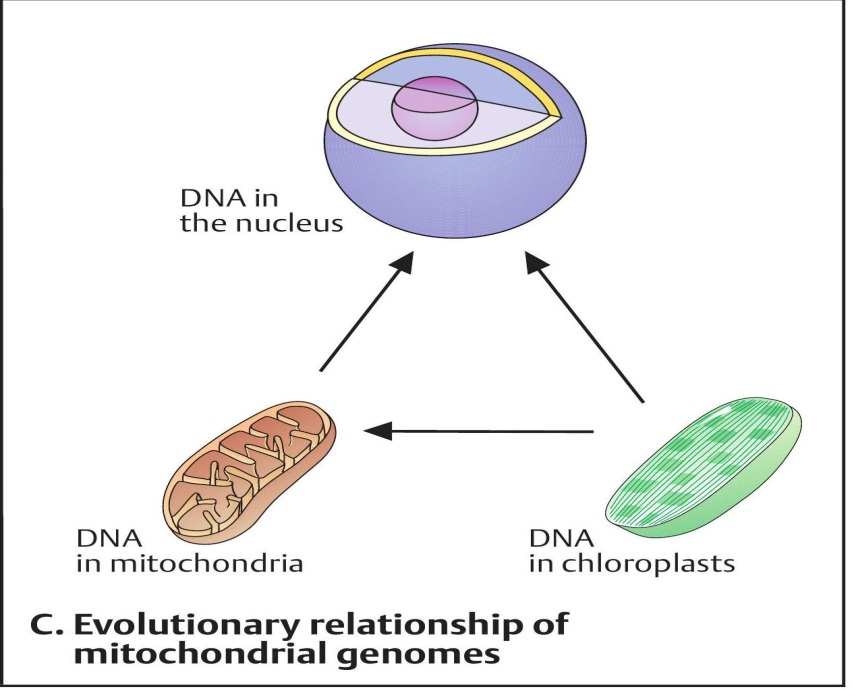 DNA in
the nucleus
DNA
in mitochondria
DNA
in chloroplasts
C. Evolutionary relationship of
mitochondrial genomes